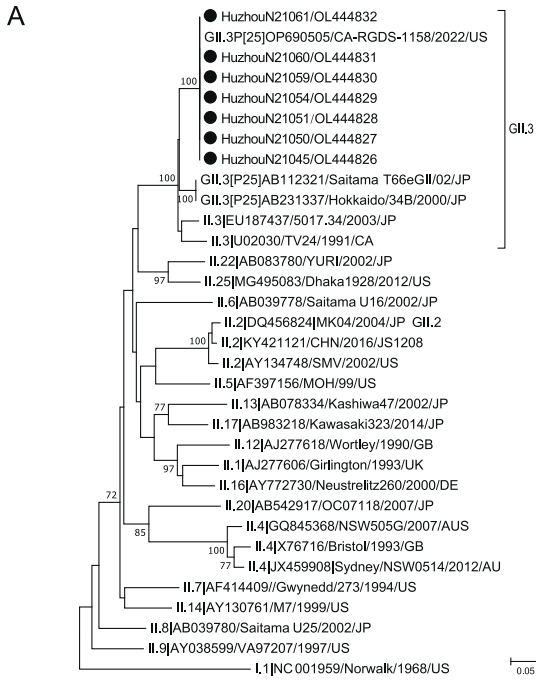 A
HuzhouN21061/OL444832
GII.3P[25]OP690505/CA-RGDS-1158/2022/US
HuzhouN21060/OL444831
100
HuzhouN21059/OL444830
HuzhouN21054/OL444829
HuzhouN21051/OL444828
GII.3
HuzhouN21050/OL444827
HuzhouN21045/OL444826
100
GII.3[P25]AB112321/Saitama T66eGII/02/JP
100
GII.3[P25]AB231337/Hokkaido/34B/2000/JP
II.3|EU187437/5017.34/2003/JP
II.3|U02030/TV24/1991/CA
II.22|AB083780/YURI/2002/JP
97
II.25|MG495083/Dhaka1928/2012/US
II.6|AB039778/Saitama U16/2002/JP
II.2|DQ456824|MK04/2004/JP GII.2
100
II.2|KY421121/CHN/2016/JS1208
II.2|AY134748/SMV/2002/US
II.5|AF397156/MOH/99/US
77
II.13|AB078334/Kashiwa47/2002/JP
II.17|AB983218/Kawasaki323/2014/JP
II.12|AJ277618/Wortley/1990/GB
97
II.1|AJ277606/Girlington/1993/UK
II.16|AY772730/Neustrelitz260/2000/DE
72
II.20|AB542917/OC07118/2007/JP
85
II.4|GQ845368/NSW505G/2007/AUS
100
II.4|X76716/Bristol/1993/GB
77
II.4|JX459908|Sydney/NSW0514/2012/AU
II.7|AF414409//Gwynedd/273/1994/US
II.14|AY130761/M7/1999/US
II.8|AB039780/Saitama U25/2002/JP
II.9|AY038599/VA97207/1997/US
I.1|NC 001959/Norwalk/1968/US
0.05